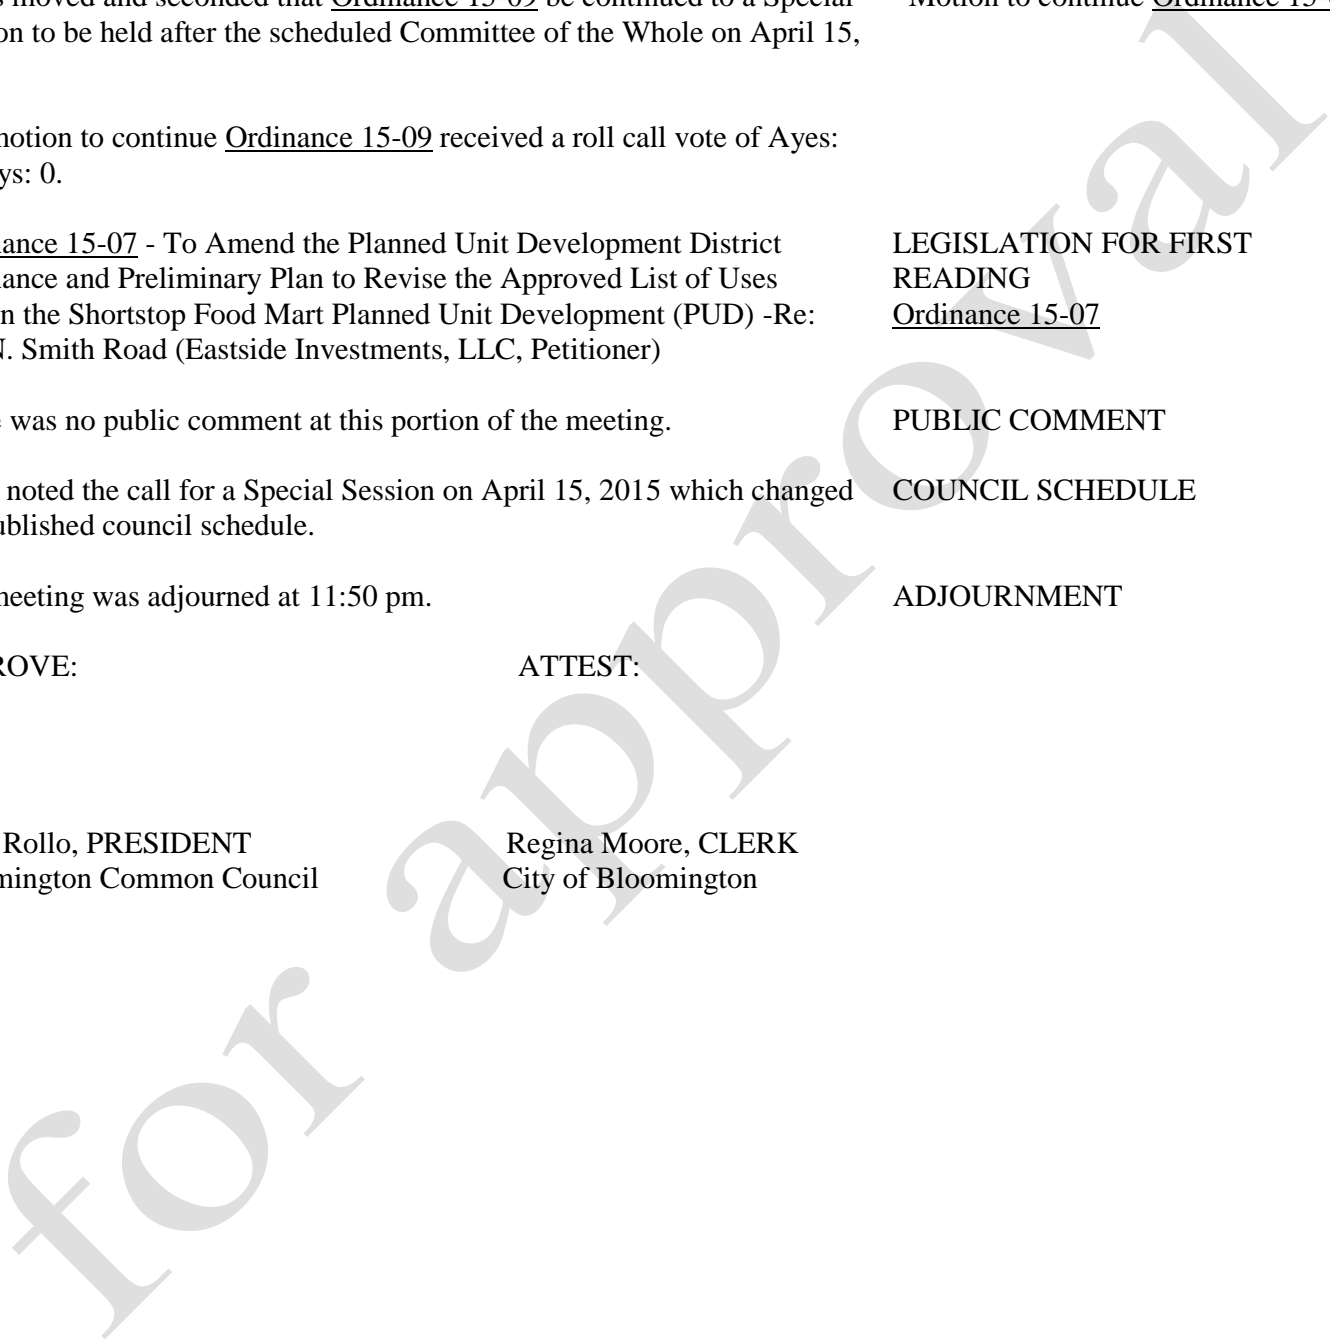 s moved and seconded that Ordinance 15-09 be continued to a Special
on to be held after the scheduled Committee of the Whole on April 15,
Motion to continue Ordinance 15-
notion to continue Ordinance 15-09 received a roll call vote of Ayes:
ys: 0.
nance 15-07 - To Amend the Planned Unit Development District
nance and Preliminary Plan to Revise the Approved List of Uses
n the Shortstop Food Mart Planned Unit Development (PUD) -Re:
N. Smith Road (Eastside Investments, LLC, Petitioner)
LEGISLATION FOR FIRST
READING
Ordinance 15-07
e was no public comment at this portion of the meeting.
PUBLIC COMMENT
noted the call for a Special Session on April 15, 2015 which changed
ublished council schedule.
COUNCIL SCHEDULE
meeting was adjourned at 11:50 pm.
ADJOURNMENT
ROVE:
ATTEST:
Rollo, PRESIDENT
mington Common Council
Regina Moore, CLERK
City of Bloomington
for approval